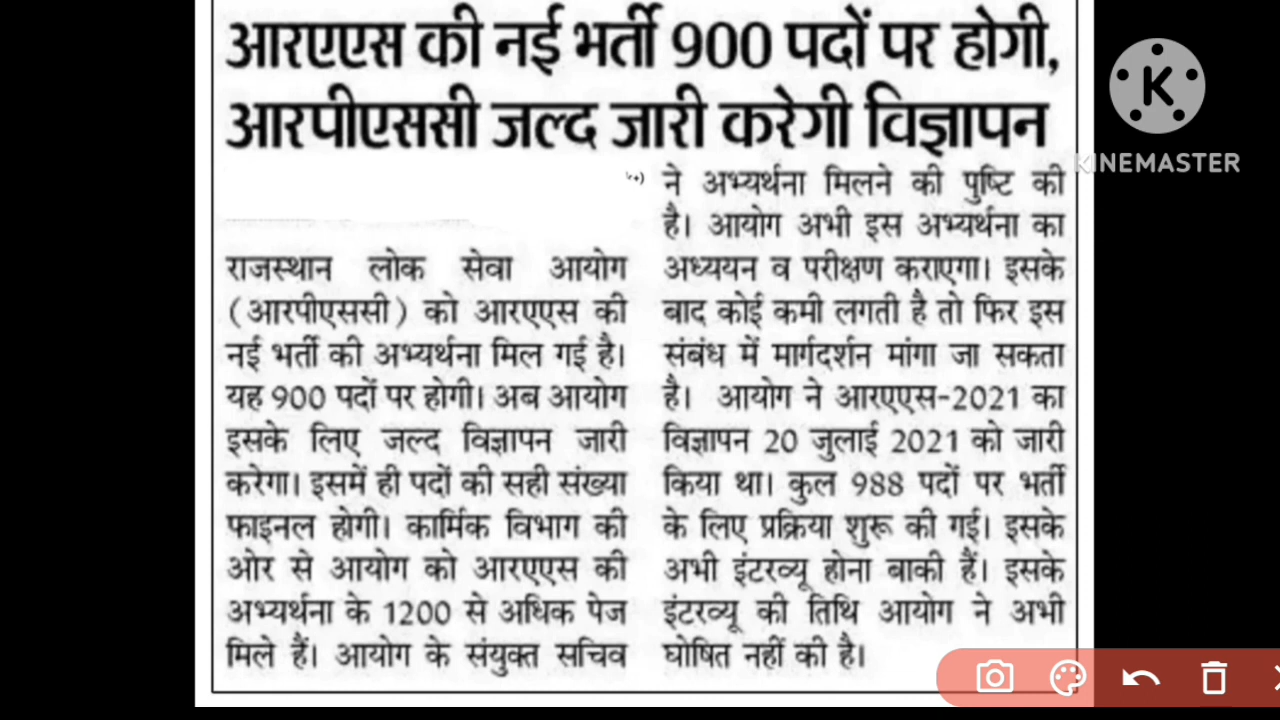 आरएएस की नई भर्ती 900 पदों पर होगी,
आरपीएससी जल्द जारी करेगी विज्ञापन
राजस्थान लोक सेवा आयोग
(आरपीएससी) को आरएएस की
नई भर्ती की अभ्यर्थना मिल गई है।
यह 900 पदों पर होगी। अब आयोग
इसके लिए जल्द विज्ञापन जारी
करेगा। इसमें ही पदों की सही संख्या
फाइनल होगी। कार्मिक विभाग की
ओर से आयोग को आरएएस की
अभ्यर्थना के 1200 से अधिक पेज
मिले हैं। आयोग के संयुक्त सचिव
ने अभ्यर्थना मिलने की पुष्टि की
है। आयोग अभी इस अभ्यर्थना का
अध्ययन व परीक्षण कराएगा। इसके
बाद कोई कमी लगती है तो फिर इस
संबंध में मार्गदर्शन मांगा जा सकता
है। आयोग ने आरएएस-2021 का
विज्ञापन 20 जुलाई 2021 को जारी
किया था। कुल 988 पदों पर भर्ती
के लिए प्रक्रिया शुरू की गई। इसके
अभी इंटरव्यू होना बाकी हैं। इसके
इंटरव्यू की तिथि आयोग ने अभी
घोषित नहीं की है।
K
KINEMASTER